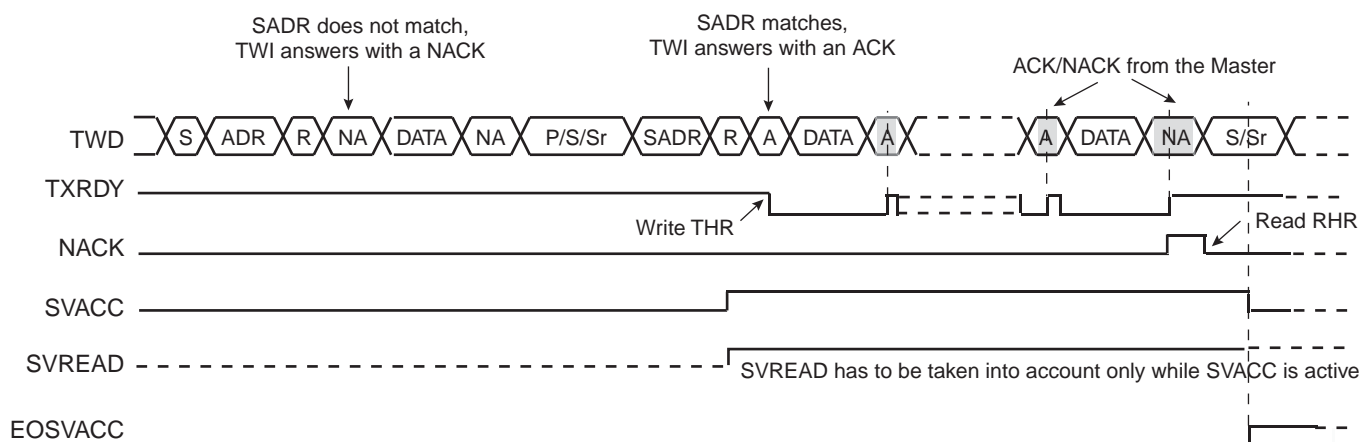 SADR does not match,
TWI answers with a NACK
SADR matches,
TWI answers with an ACK
ACK/NACK from the Master
TWD S ADR R NA DATA NA P/S/Sr SADR R A DATA A A DATA NA S/Sr
TXRDY
Write THR
Read RHR
NACK
SVACC
SVREAD
SVREAD has to be taken into account only while SVACC is active
EOSVACC